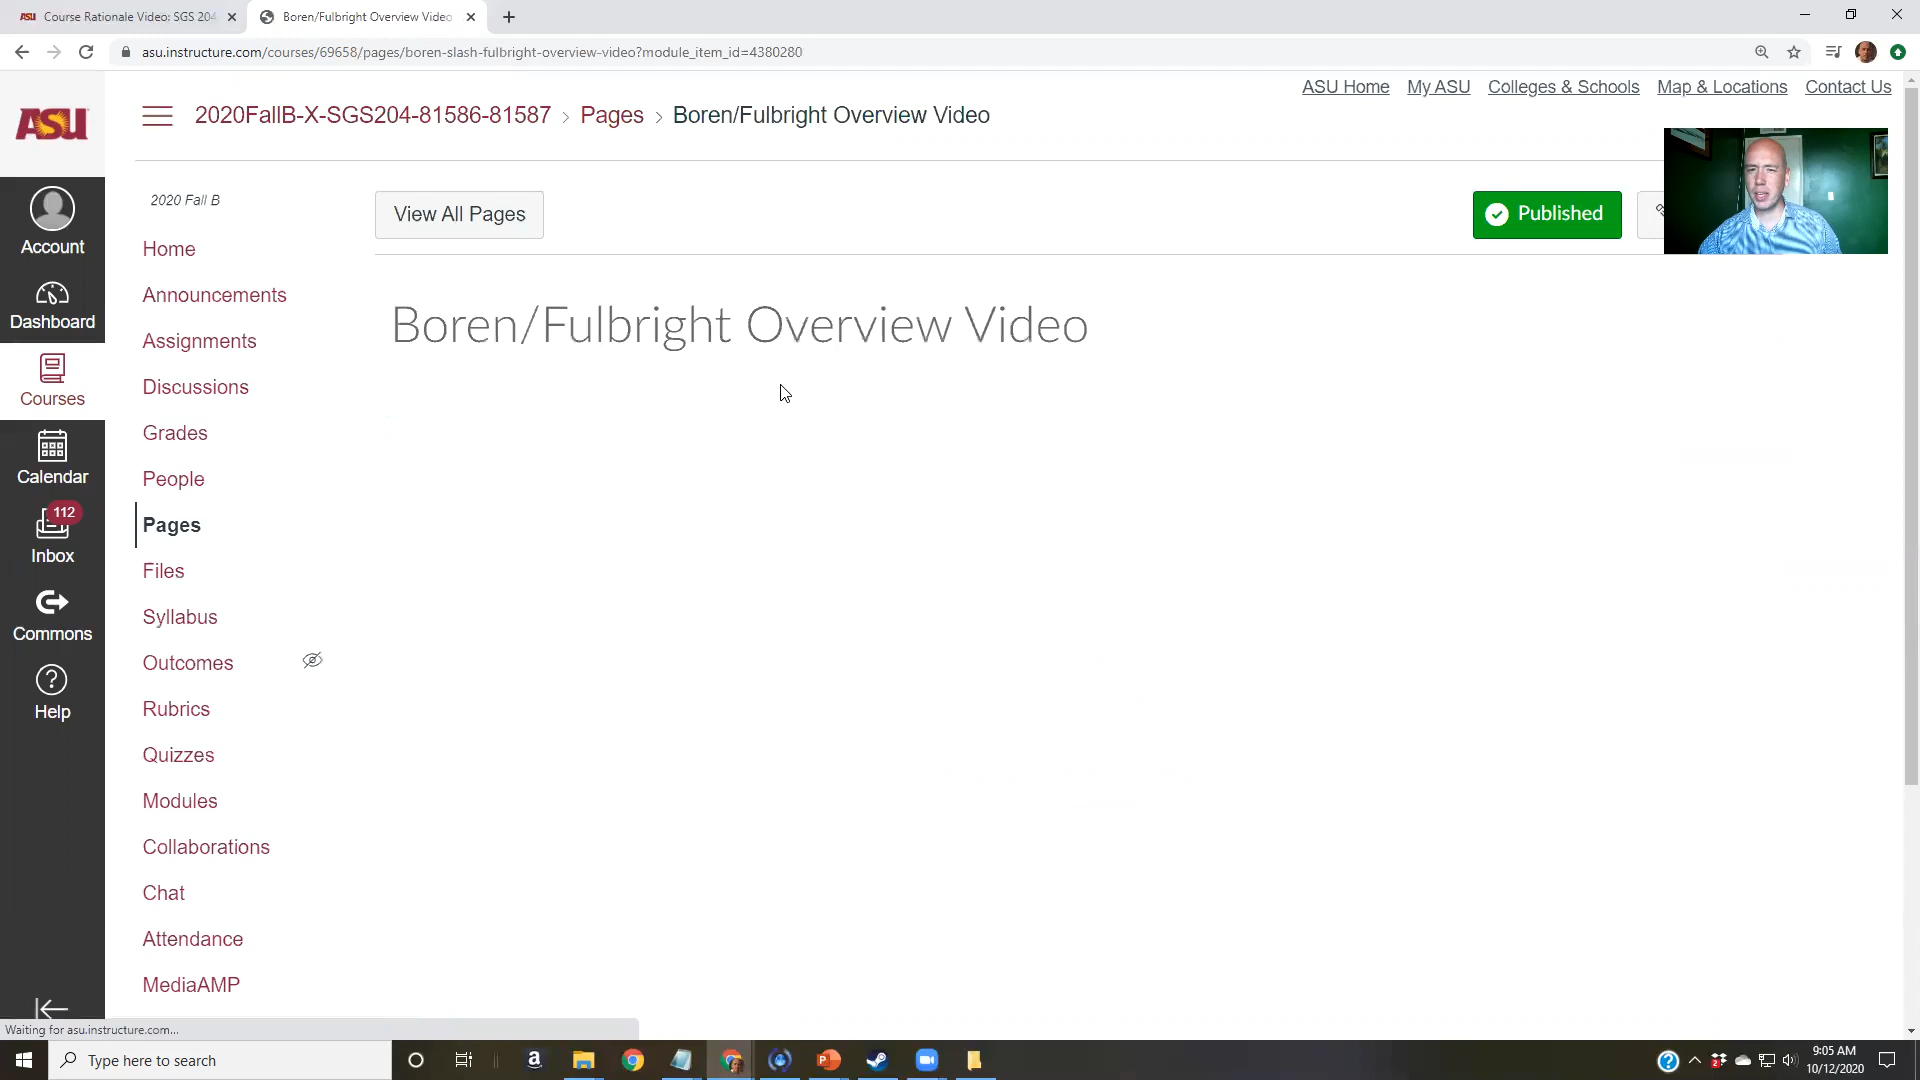 Course Rationale Video: SGS 204
Boren/Fulbright Overview Video
asu.instructure.com/courses/69658/pages/boren-slash-fulbright-overview-video?module_item_id=4380280
ASU Home My ASU Colleges & Schools Map & Locations Contact Us
ASU
2020FallB-X-SGS204-81586-81587 > Pages > Boren/Fulbright Overview Video
2020 Fall B
View All Pages
Published
Boren/Fulbright Overview Video
Account
Dashboard
Courses
Calendar
112
Inbox
Commons
Help
Home
Announcements
Assignments
Discussions
Grades
People
Pages
Files
Syllabus
Outcomes
Rubrics
Quizzes
Modules
Collaborations
Chat
Attendance
MediaAMP
Waiting for asu.instructure.com...
Type here to search
9:05 AM
10/12/2020